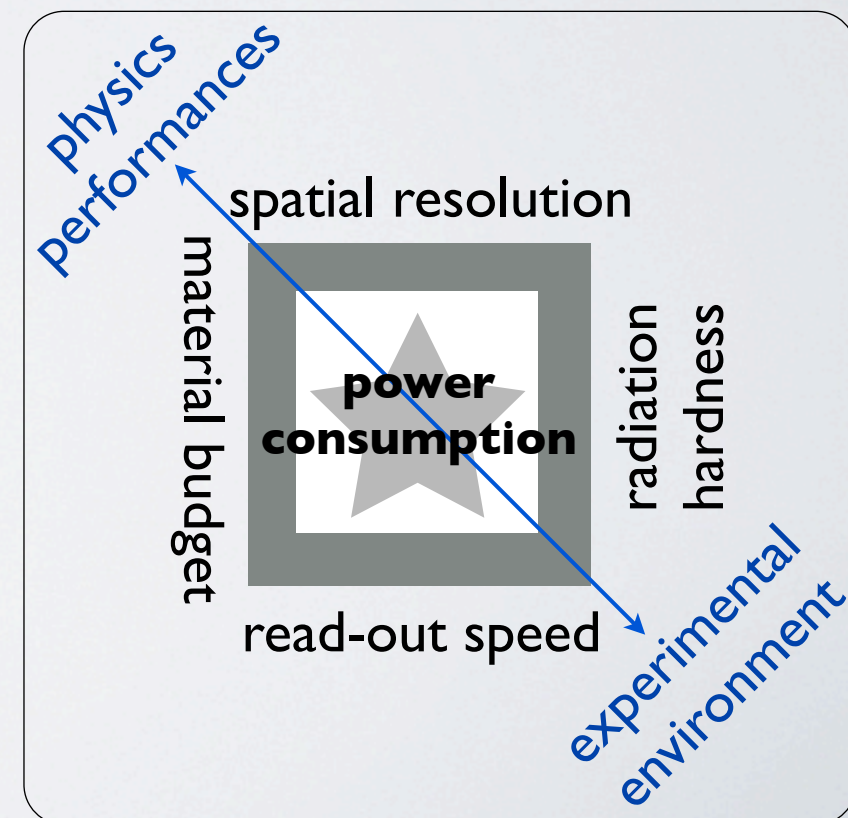 physics
performances
spatial resolution
material budget
power
consumption
radiation
hardness
read-out speed
experimental
environment